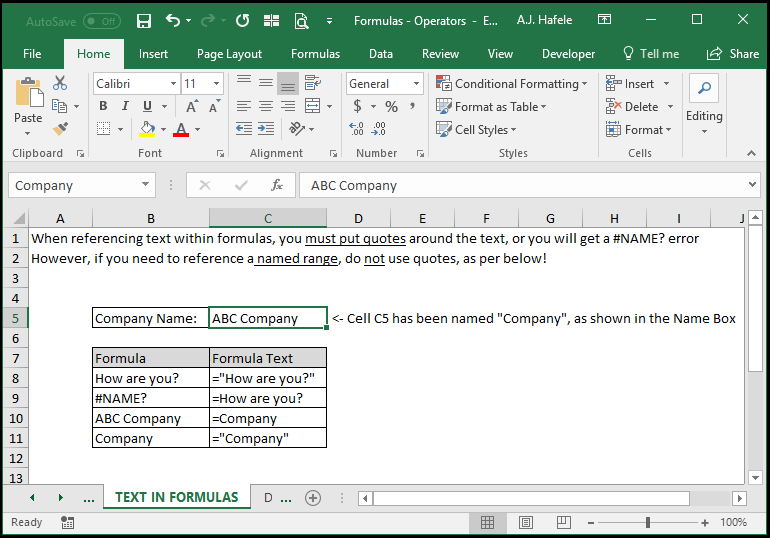 AutoSave Off Formulas - Operators - E... A.J. Hafele
File Home Insert Page Layout Formulas Data Review View Developer Tell me Share
Paste
Calibri 11
B I U A A
A
General
$ % ,
Conditional Formatting
Format as Table
Cell Styles
Insert
Delete
Format
Editing
Clipboard Font Alignment Number Styles Cells
Company fx ABC Company
A B C D E F G H I J
1 When referencing text within formulas, you must put quotes around the text, or you will get a #NAME? error
2 However, if you need to reference a named range, do not use quotes, as per below!
3
4
5 Company Name: ABC Company <- Cell C5 has been named "Company", as shown in the Name Box
6
7 Formula Formula Text
8 How are you? ="How are you?"
9 #NAME? =How are you?
10 ABC Company =Company
11 Company ="Company"
12
13
... TEXT IN FORMULAS D ...
Ready 100%